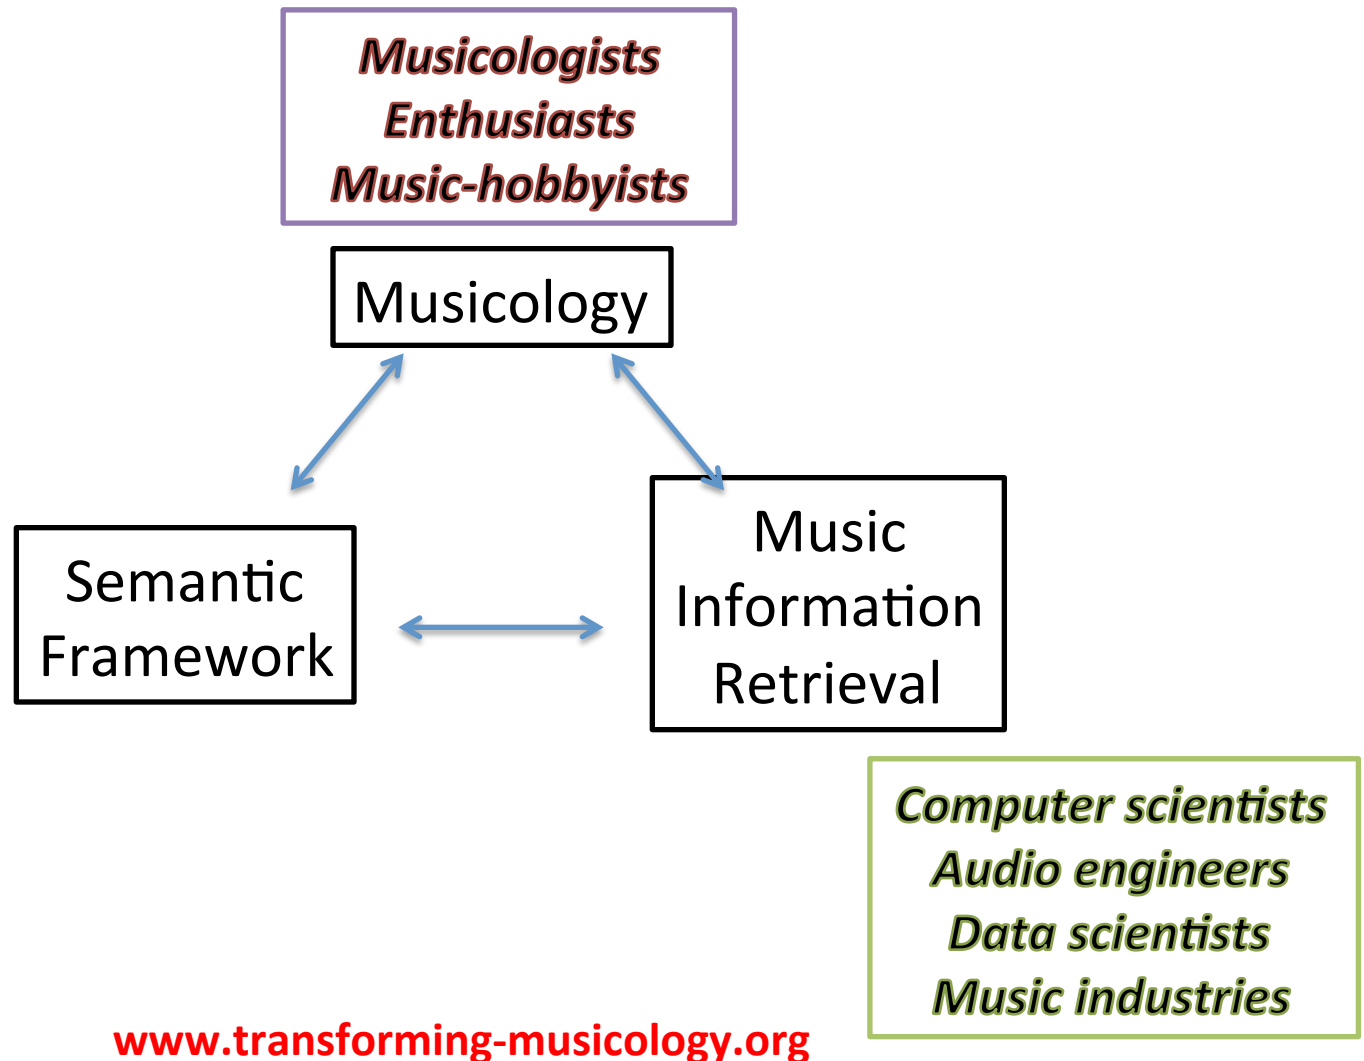 Musicologists
Enthusiasts
Music-hobbyists
Musicology
Semantic
Framework
Music
Information
Retrieval
Computer scientists
Audio engineers
Data scientists
Music industries
www.transforming-musicology.org